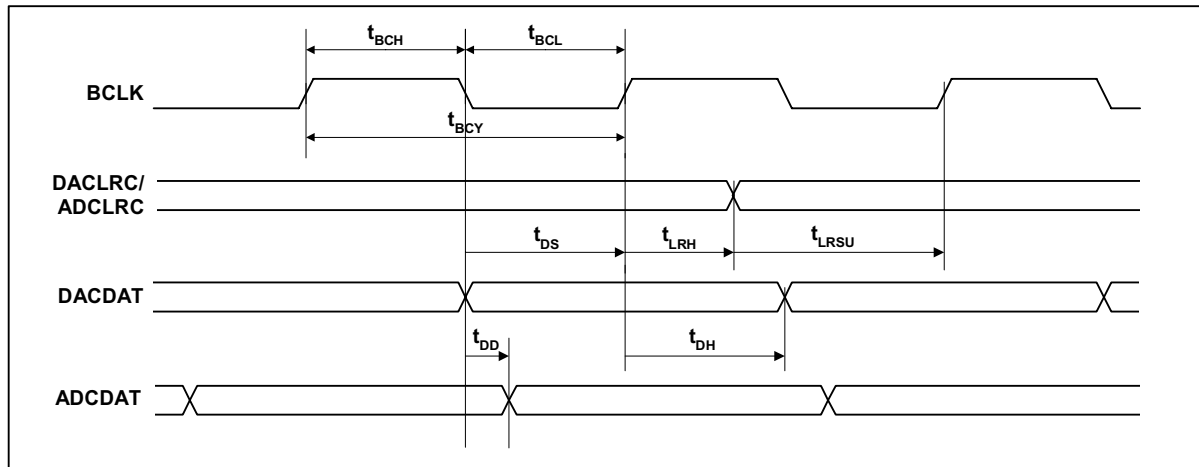 tBCH
tBCL
BCLK
tBCY
DACLRC/
ADCLRC
tDS
tLRH
tLRSU
DACDAT
tDD
tDH
ADCDAT